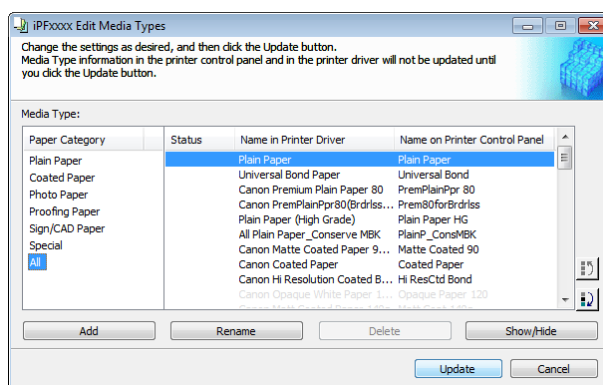 iPFxxxx Edit Media Types
Change the settings as desired, and then click the Update button.
Media Type information in the printer control panel and in the printer driver will not be updated until
you click the Update button.
Media Type:
Paper Category Status Name in Printer Driver Name on Printer Control Panel
Plain Paper
Coated Paper
Photo Paper
Proofing Paper
Sign/CAD Paper
Special
All
Plain Paper Plain Paper
Universal Bond Paper Universal Bond
Canon Premium Plain Paper 80 PremPlainPpr 80
Canon PremPlainPpr80(Brdrlss... Prem80forBrdrlss
Plain Paper (High Grade) Plain Paper HG
All Plain Paper_Conserve MBK PlainP_ConsMBK
Canon Matte Coated Paper 9... Matte Coated 90
Canon Coated Paper Coated Paper
Canon Hi Resolution Coated B... Hi ResCtd Bond
Canon Opaque White Paper 1... Opaque Paper 120
Add Rename Delete Show/Hide
Update Cancel